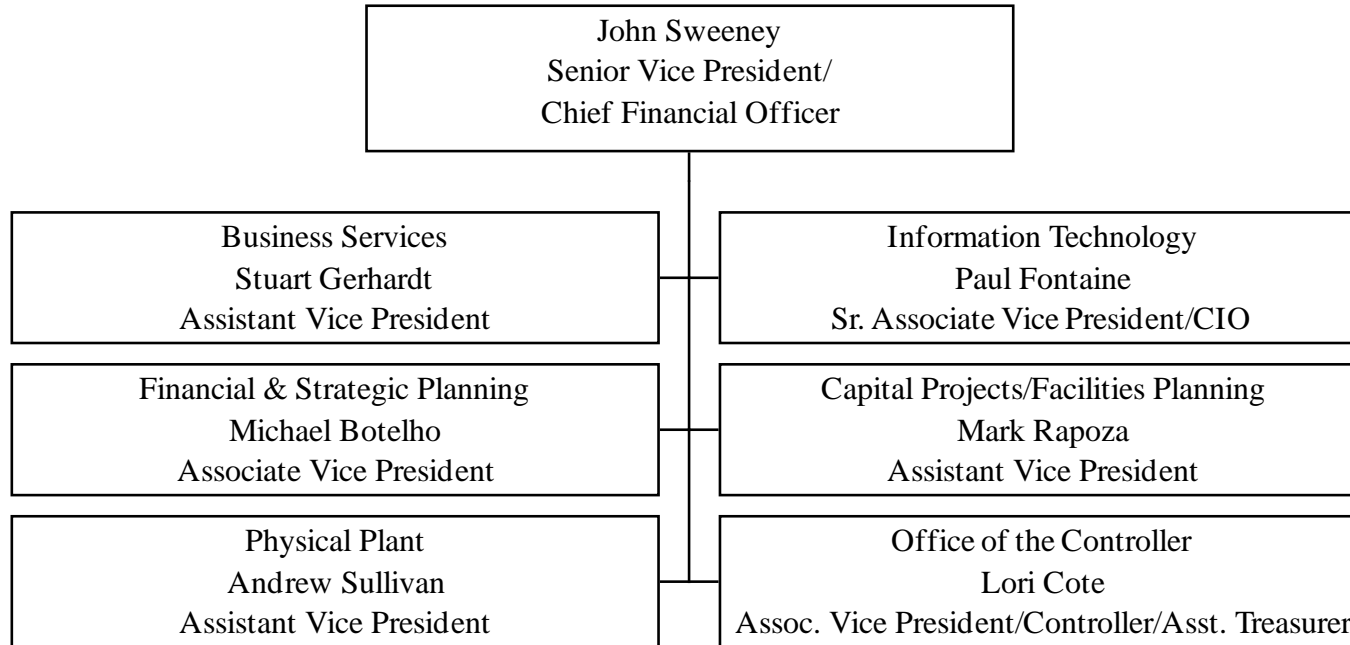 John Sweeney
Senior Vice President/
Chief Financial Officer
Business Services
Stuart Gerhardt
Assistant Vice President
Information Technology
Paul Fontaine
Sr. Associate Vice President/CIO
Financial & Strategic Planning
Michael Botelho
Associate Vice President
Capital Projects/Facilities Planning
Mark Rapoza
Assistant Vice President
Physical Plant
Andrew Sullivan
Assistant Vice President
Office of the Controller
Lori Cote
Assoc. Vice President/Controller/Asst. Treasurer